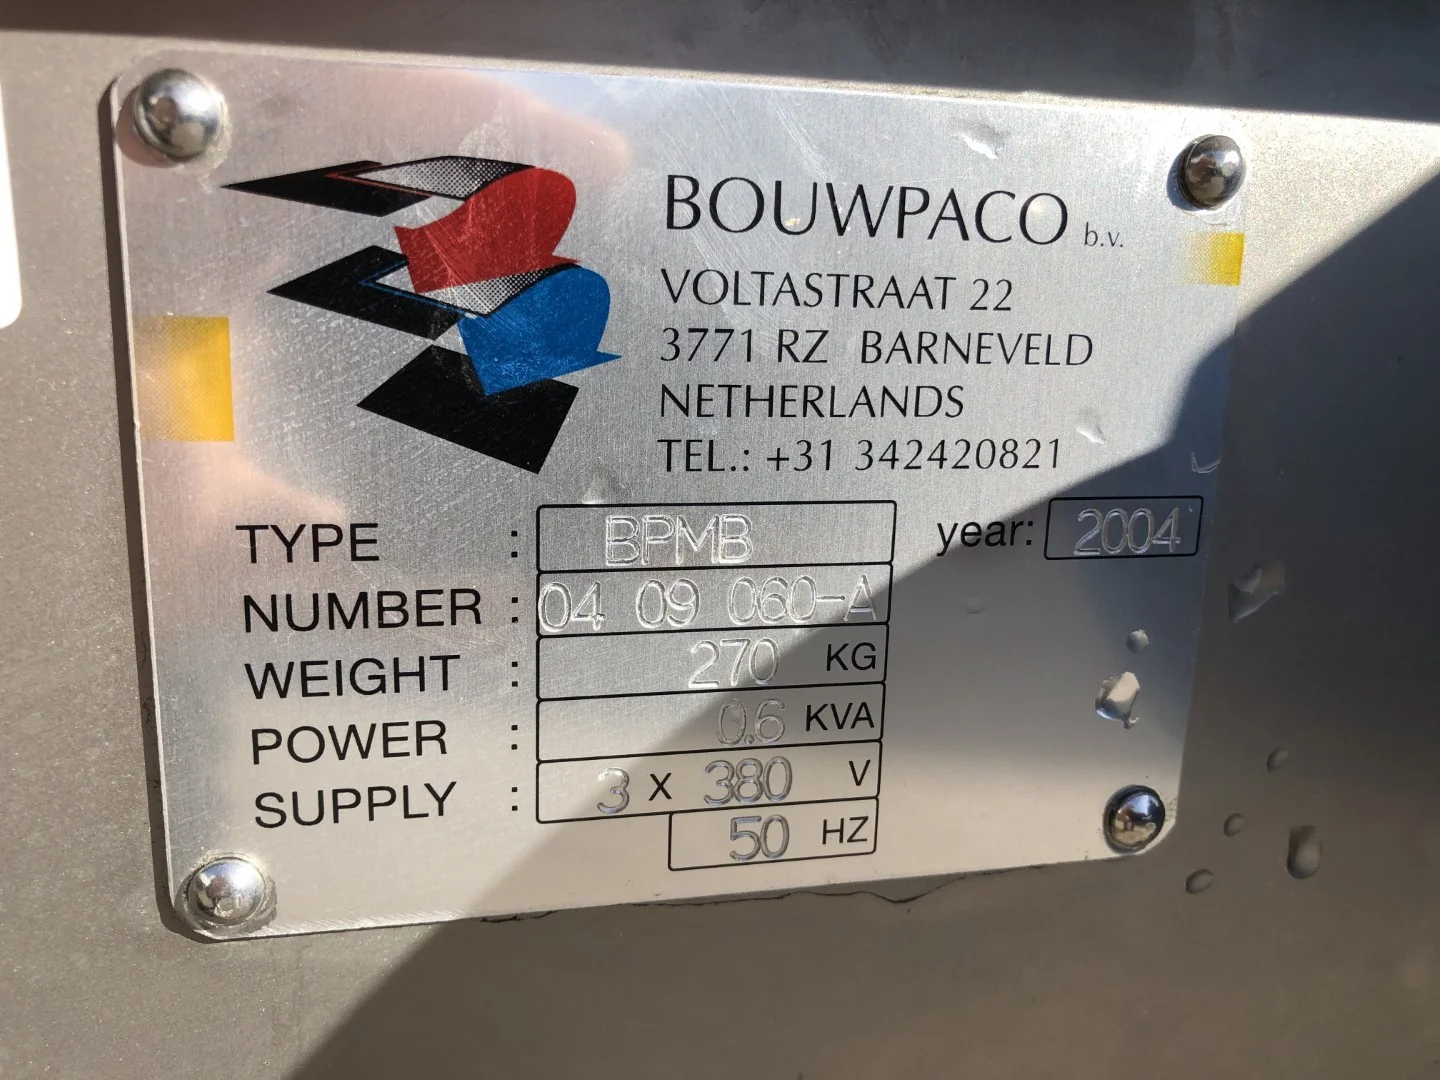 BOUWPACO b.v.
VOLTASTRAAT 22
3771 RZ BARNEVELD
NETHERLANDS
TEL.: +31 342420821
TYPE : BPMB year: 2004
NUMBER : 04 09 060-A
WEIGHT : 270 KG
POWER : 0.6 KVA
SUPPLY : 3 X 380 V
50 HZ